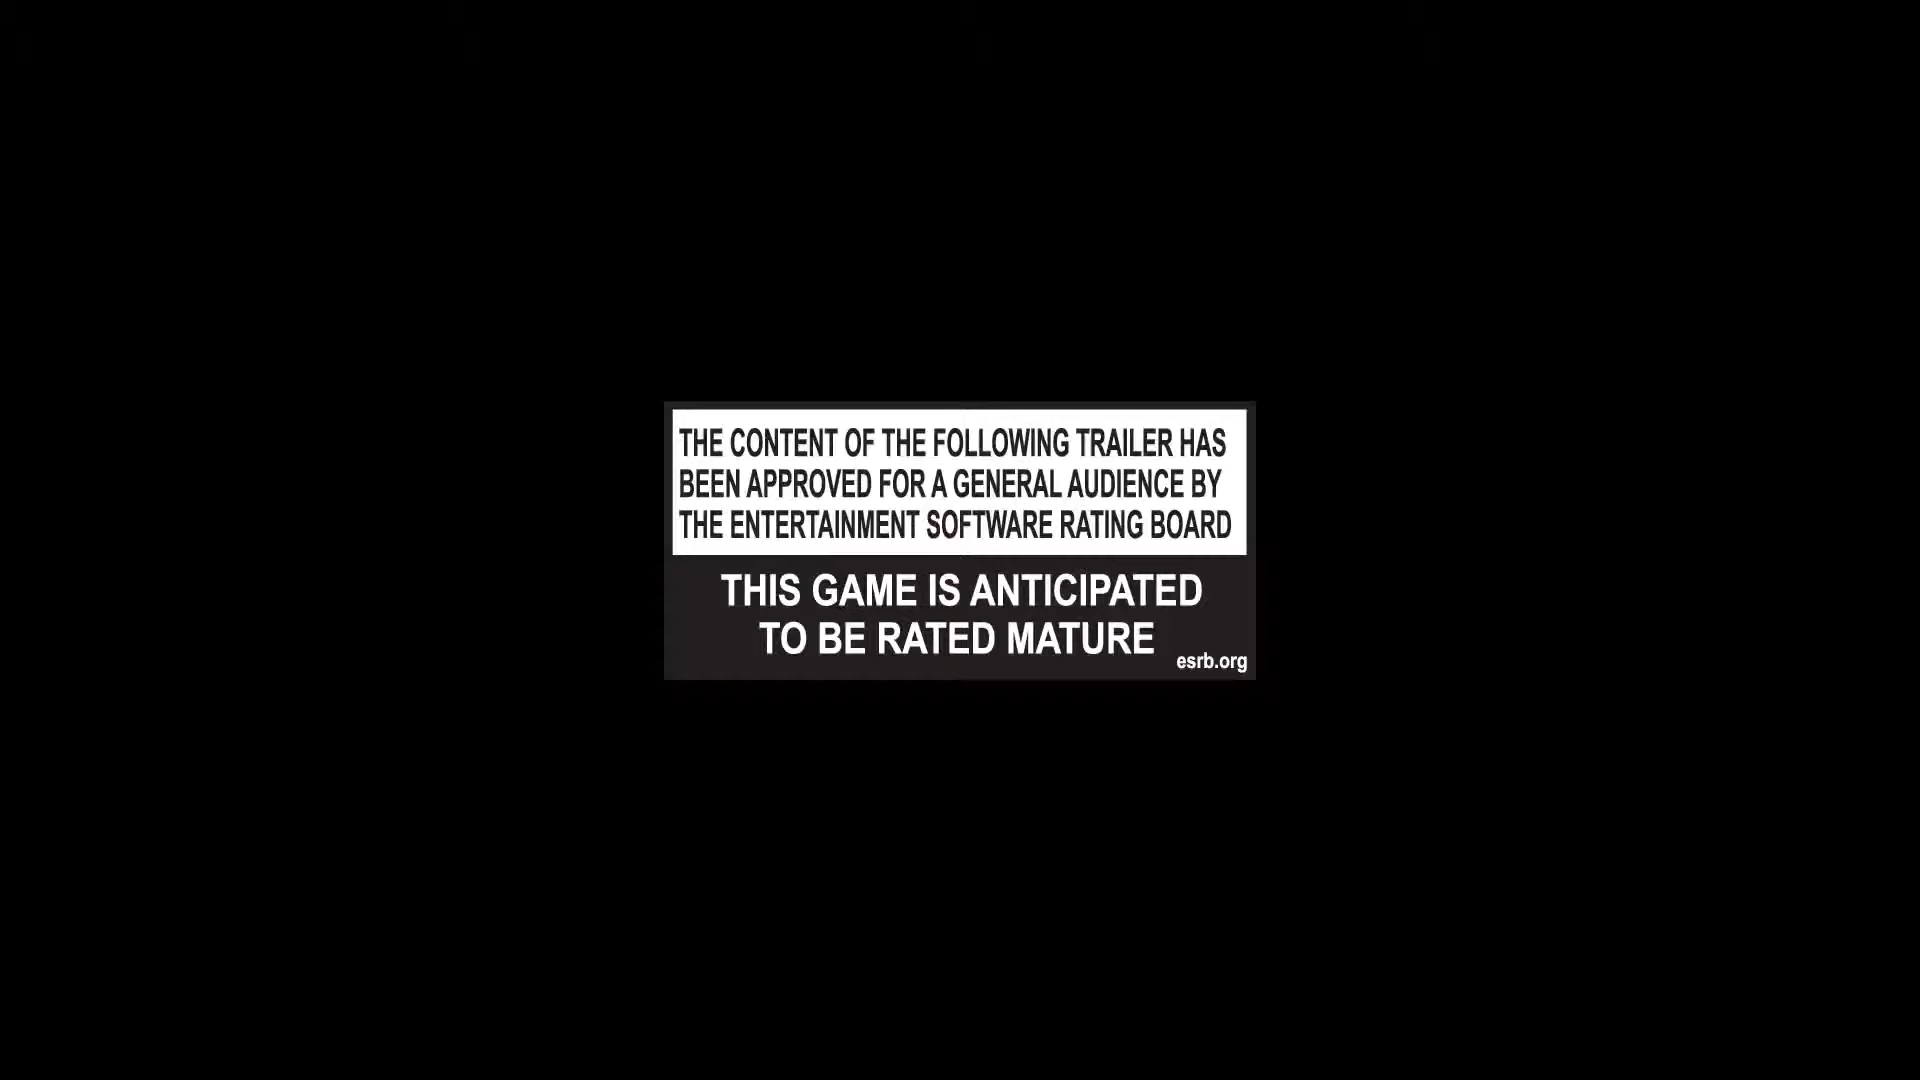 THE CONTENT OF THE FOLLOWING TRAILER HAS
BEEN APPROVED FOR A GENERAL AUDIENCE BY
THE ENTERTAINMENT SOFTWARE RATING BOARD
THIS GAME IS ANTICIPATED
TO BE RATED MATURE
esrb.org